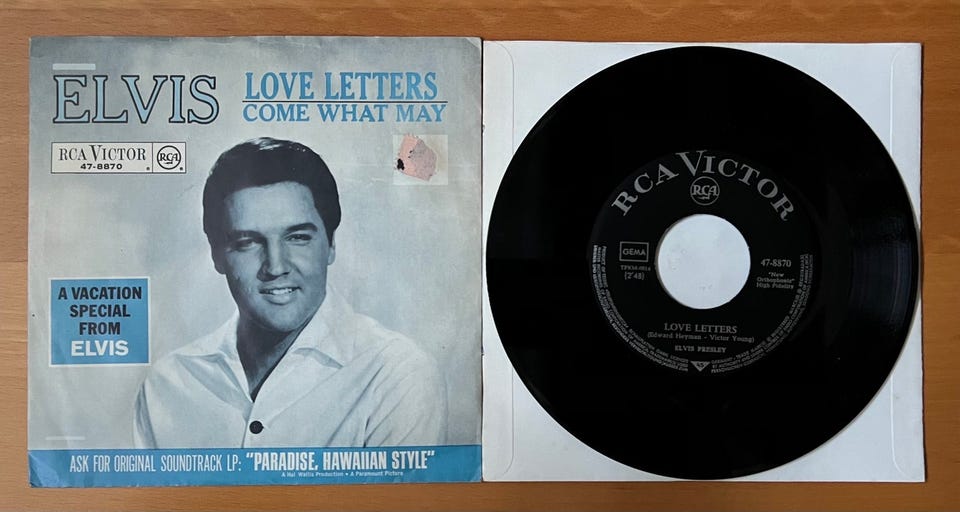 ELVIS
LOVE LETTERS
COME WHAT MAY
RCA VICTOR
47-8870
RCA
A VACATION
SPECIAL
FROM
ELVIS
ASK FOR ORIGINAL SOUNDTRACK LP: "PARADISE, HAWAIIAN STYLE"
A Hal Wallis Production • A Paramount Picture
RCA VICTOR
RCA
GEMA
(2'48)
47-8870
"New
Orthophonic"
High Fidelity
LOVE LETTERS
(Edward Heyman - Victor Young)
ELVIS PRESLEY